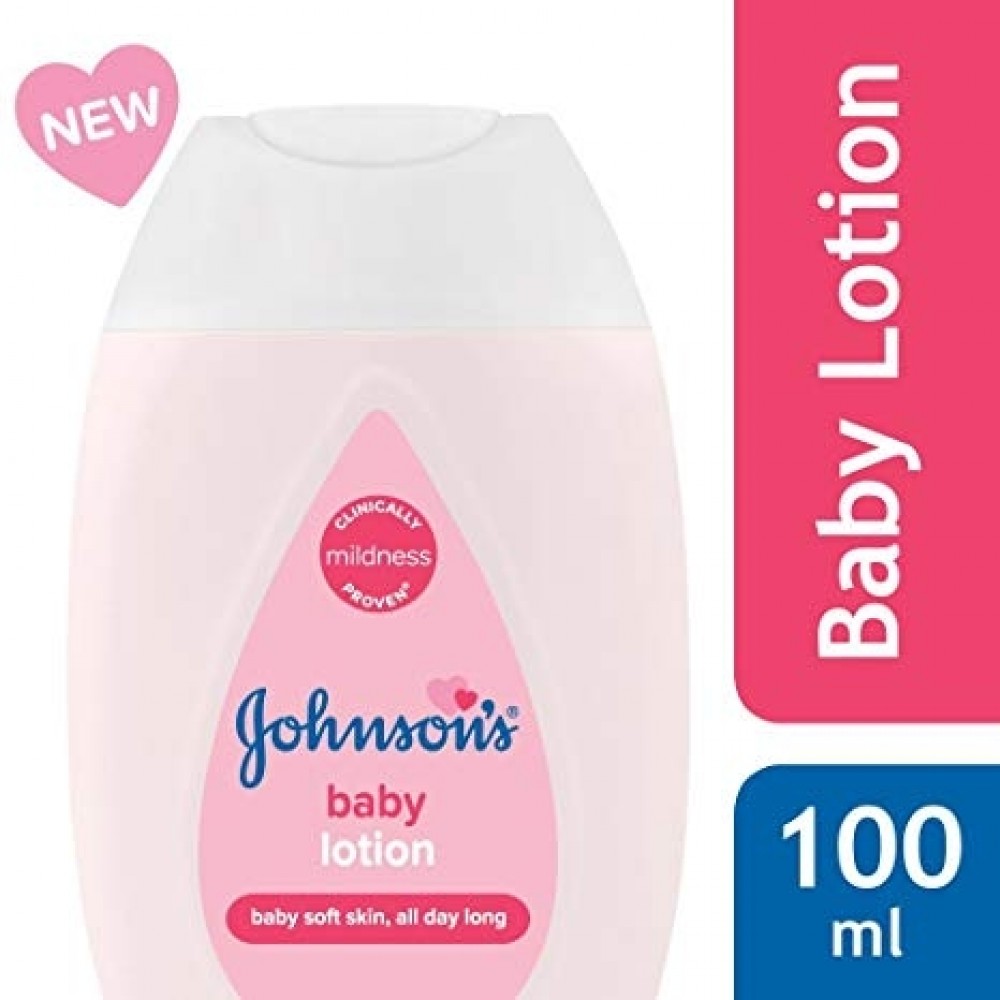 NEW
CLINICALLY
mildness
PROVEN®
Johnson's®
baby
lotion
baby soft skin, all day long
Baby Lotion
100
ml